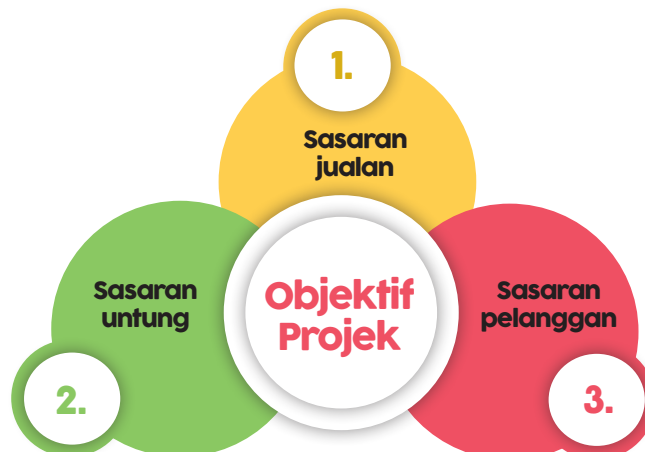 1.
Sasaran
jualan
Objektif
Projek
Sasaran
untung
2.
Sasaran
pelanggan
3.